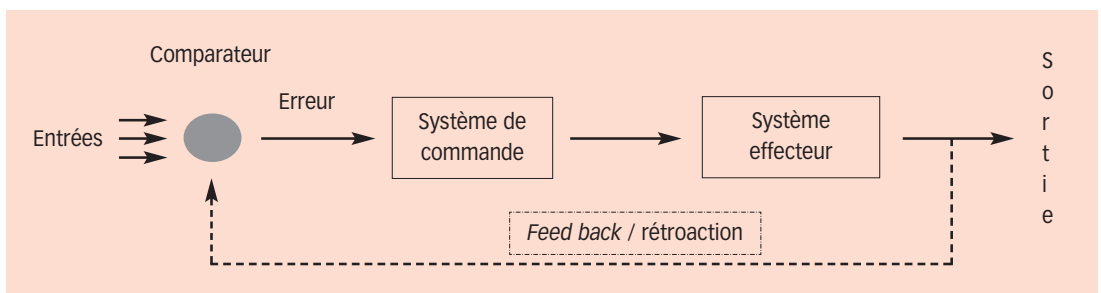 Comparateur
Erreur
Entrées
Système de
commande
Système
effecteur
S
o
r
t
i
e
Feed back / rétroaction